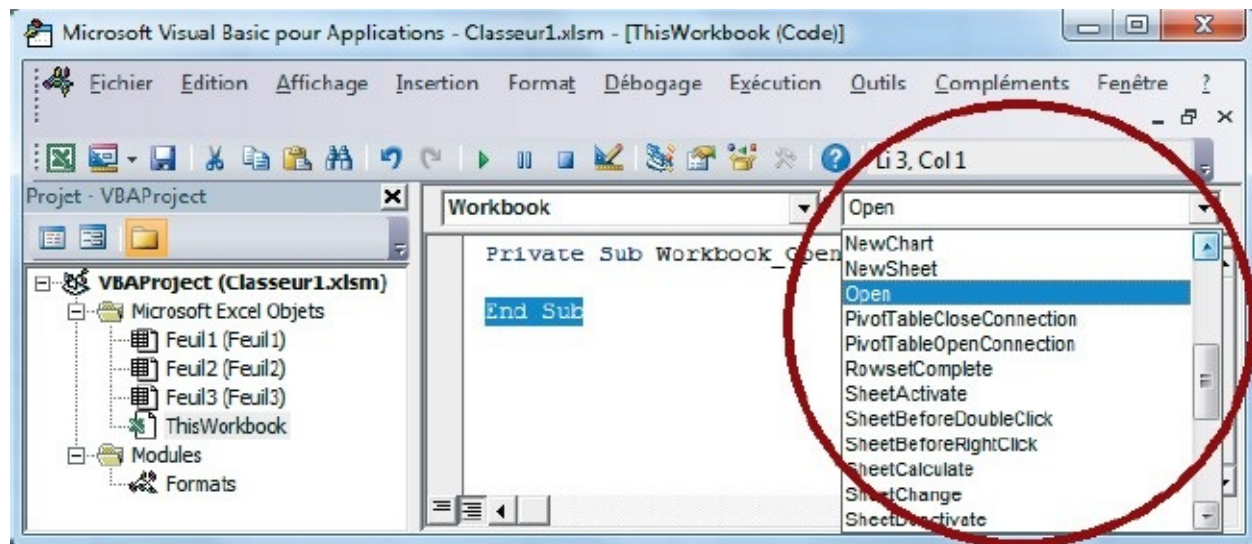 Microsoft Visual Basic pour Applications - Classeur1.xlsm - [ThisWorkbook (Code)]
Fichier Edition Affichage Insertion Format Débogage Exécution Outils Compléments Fenêtre ?
Li 3, Col 1
Projet - VBAProject
VBAProject (Classeur1.xlsm)
Microsoft Excel Objets
Feuil1 (Feuil1)
Feuil2 (Feuil2)
Feuil3 (Feuil3)
ThisWorkbook
Modules
Formats
Workbook
Open
Private Sub Workbook_Open
End Sub
NewChart
NewSheet
Open
PivotTableCloseConnection
PivotTableOpenConnection
RowsetComplete
SheetActivate
SheetBeforeDoubleClick
SheetBeforeRightClick
SheetCalculate
SheetChange
SheetDeactivate